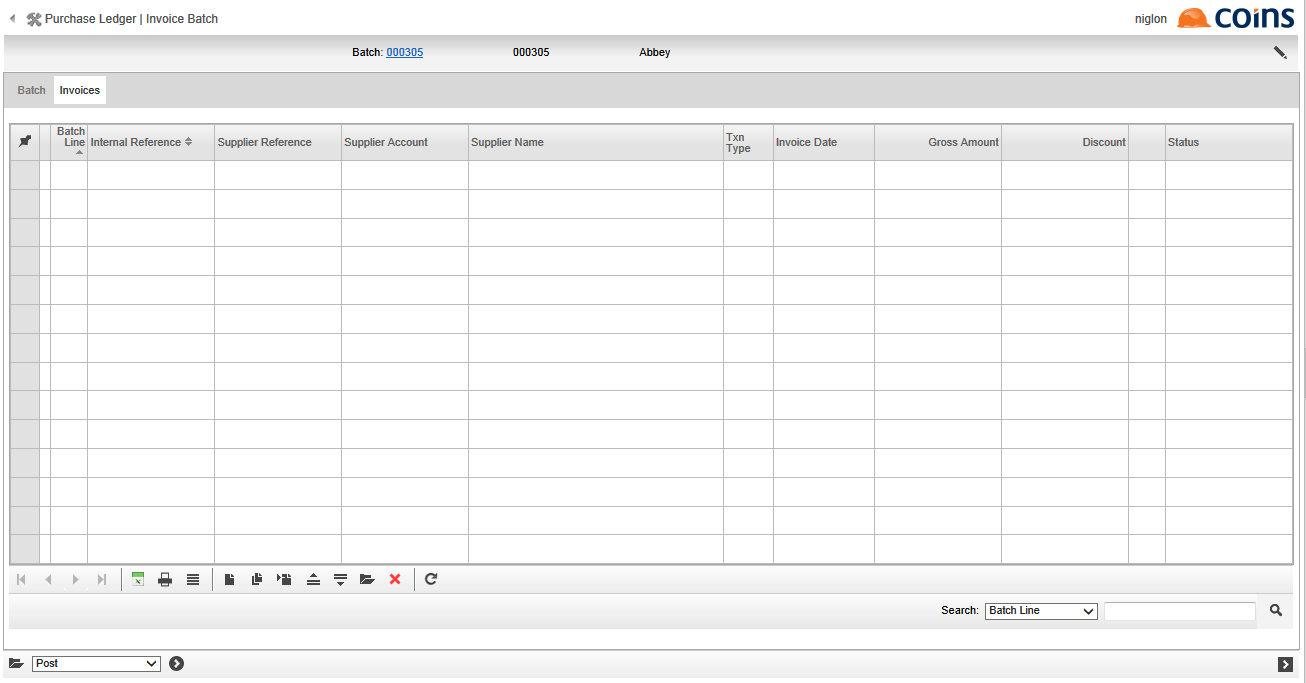 Purchase Ledger | Invoice Batch
niglon
COINS
Batch: 000305 000305 Abbey
Batch Invoices
Batch Line Internal Reference Supplier Reference Supplier Account Supplier Name Txn Type Invoice Date Gross Amount Discount Status
Search: Batch Line
Post